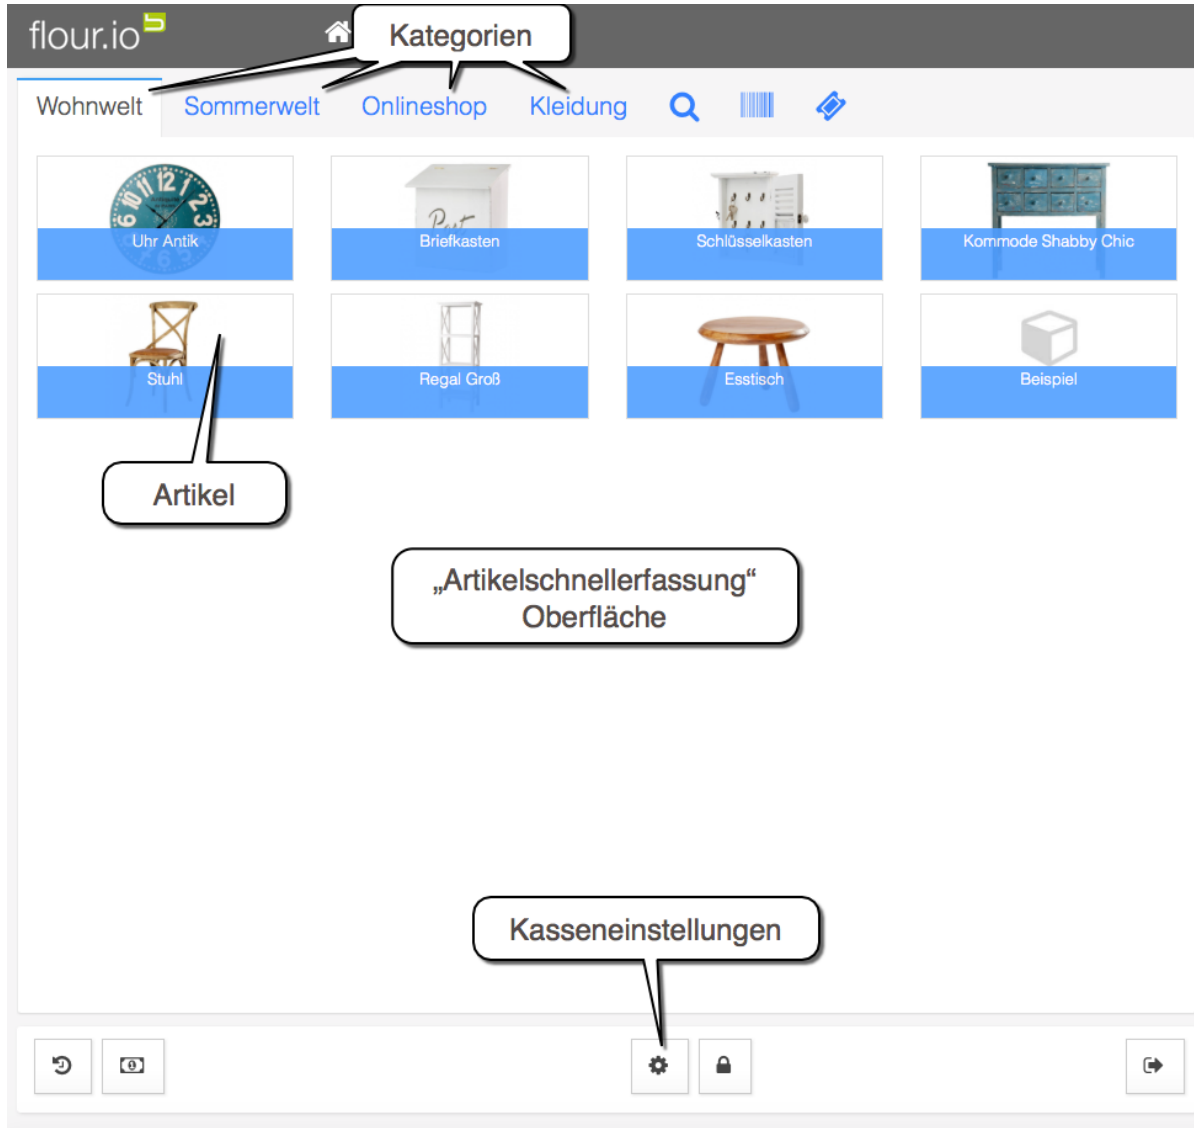 flour.io
Kategorien
Wohnwelt Sommerwelt Onlineshop Kleidung
Uhr Antik Briefkasten Schlüsselkasten Kommode Shabby Chic
Stuhl Regal Groß Esstisch Beispiel
Artikel
„Artikelschnellerfassung“
Oberfläche
Kasseneinstellungen